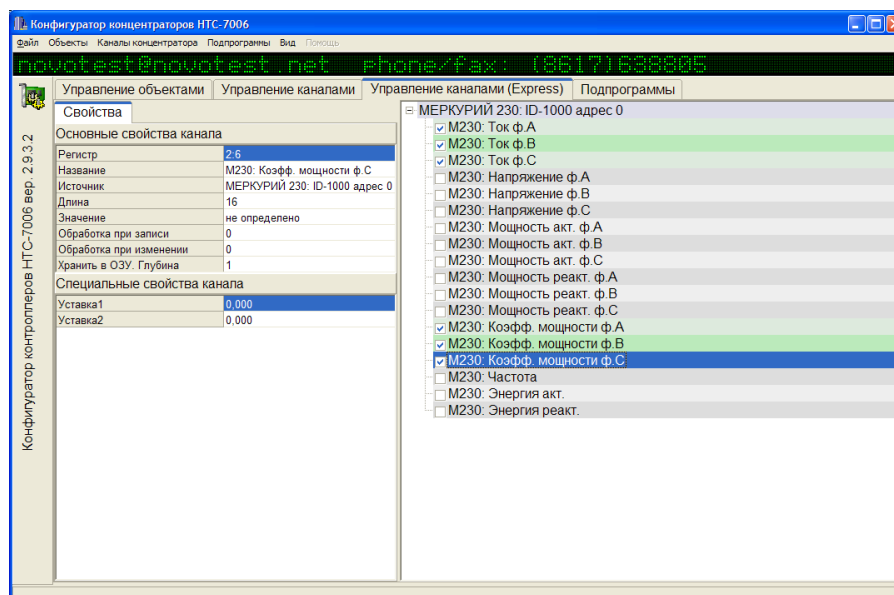 Конфигуратор концентраторов НТС-7006
Файл Объекты Каналы концентратора Подпрограммы Вид Помощь
novotest@novotest.net phone/fax: (8617)638805
Управление объектами Управление каналами Управление каналами (Express) Подпрограммы
Конфигуратор контроллеров НТС-7006 вер. 2.9.3.2
Свойства
Основные свойства канала
Регистр 2:6
Название М230: Коэфф. мощности ф.С
Источник МЕРКУРИЙ 230: ID-1000 адрес 0
Длина 16
Значение не определено
Обработка при записи 0
Обработка при изменении 0
Хранить в ОЗУ. Глубина 1
Специальные свойства канала
Уставка1 0,000
Уставка2 0,000
МЕРКУРИЙ 230: ID-1000 адрес 0
М230: Ток ф.А
М230: Ток ф.В
М230: Ток ф.С
М230: Напряжение ф.А
М230: Напряжение ф.В
М230: Напряжение ф.С
М230: Мощность акт. ф.А
М230: Мощность акт. ф.В
М230: Мощность акт. ф.С
М230: Мощность реакт. ф.А
М230: Мощность реакт. ф.В
М230: Мощность реакт. ф.С
М230: Коэфф. мощности ф.А
М230: Коэфф. мощности ф.В
М230: Коэфф. мощности ф.С
М230: Частота
М230: Энергия акт.
М230: Энергия реакт.